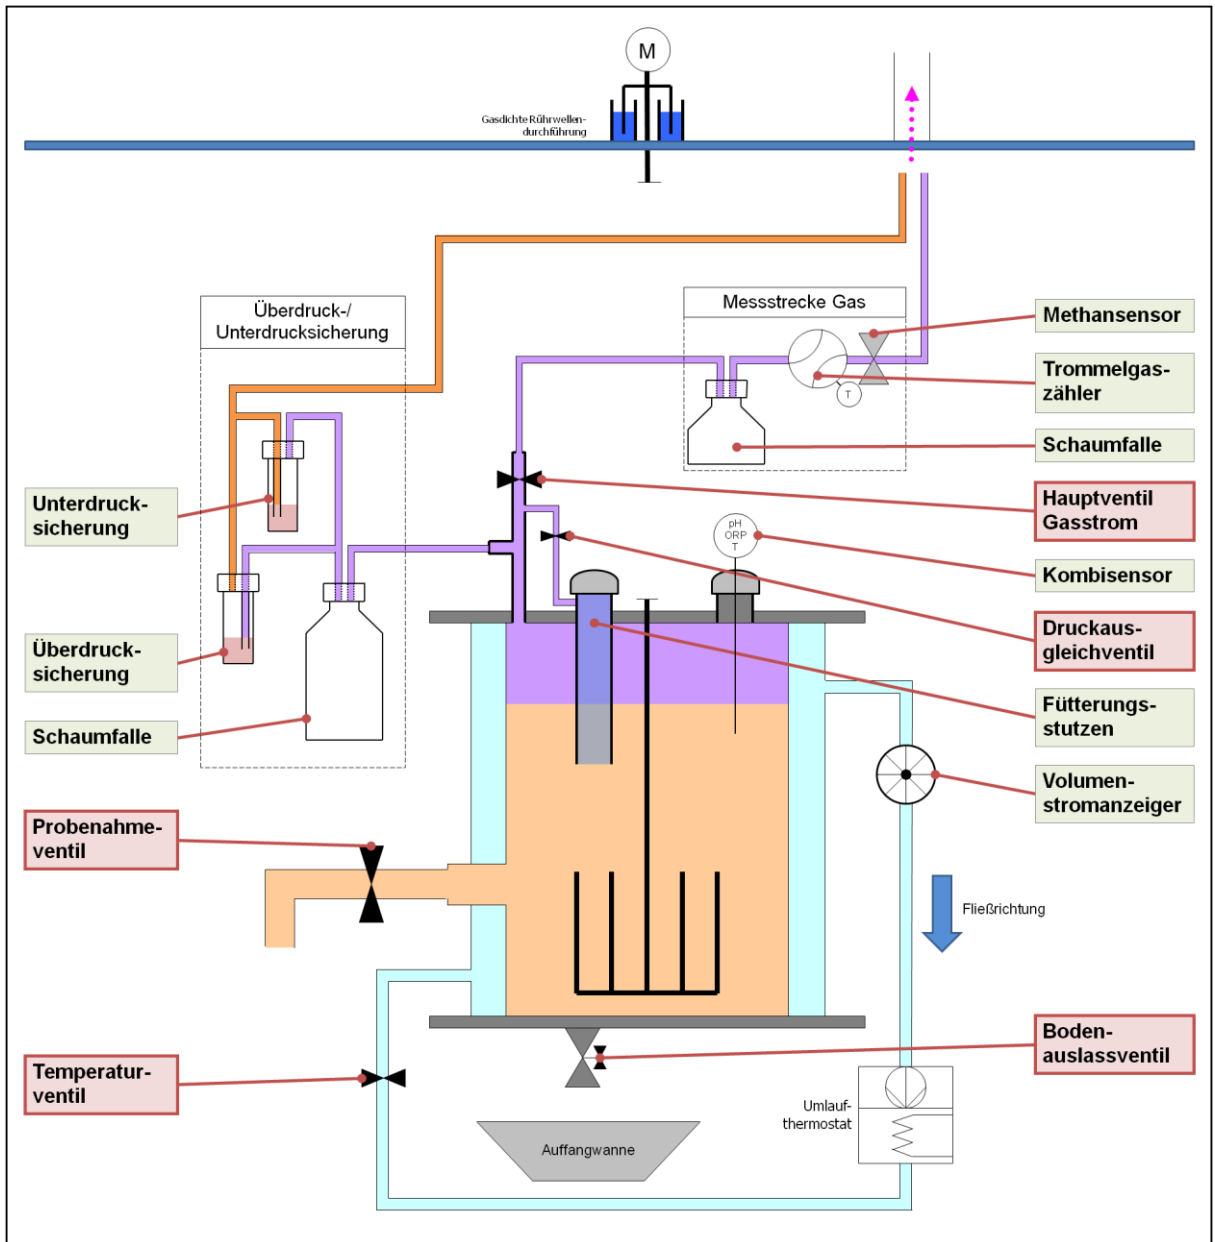 M
Gasdichte Rührwellen-
durchführung
Überdruck-/
Unterdrucksicherung
Messstrecke Gas
T
Methansensor
Trommelgas-
zähler
Schaumfalle
Hauptventil
Gasstrom
pH
ORP
T
Kombisensor
Druckaus-
gleichventil
Fütterungs-
stutzen
Volumen-
stromanzeiger
Unterdruck-
sicherung
Überdruck-
sicherung
Schaumfalle
Probenahme-
ventil
Fließrichtung
Temperatur-
ventil
Boden-
auslassventil
Umlauf-
thermostat
Auffangwanne